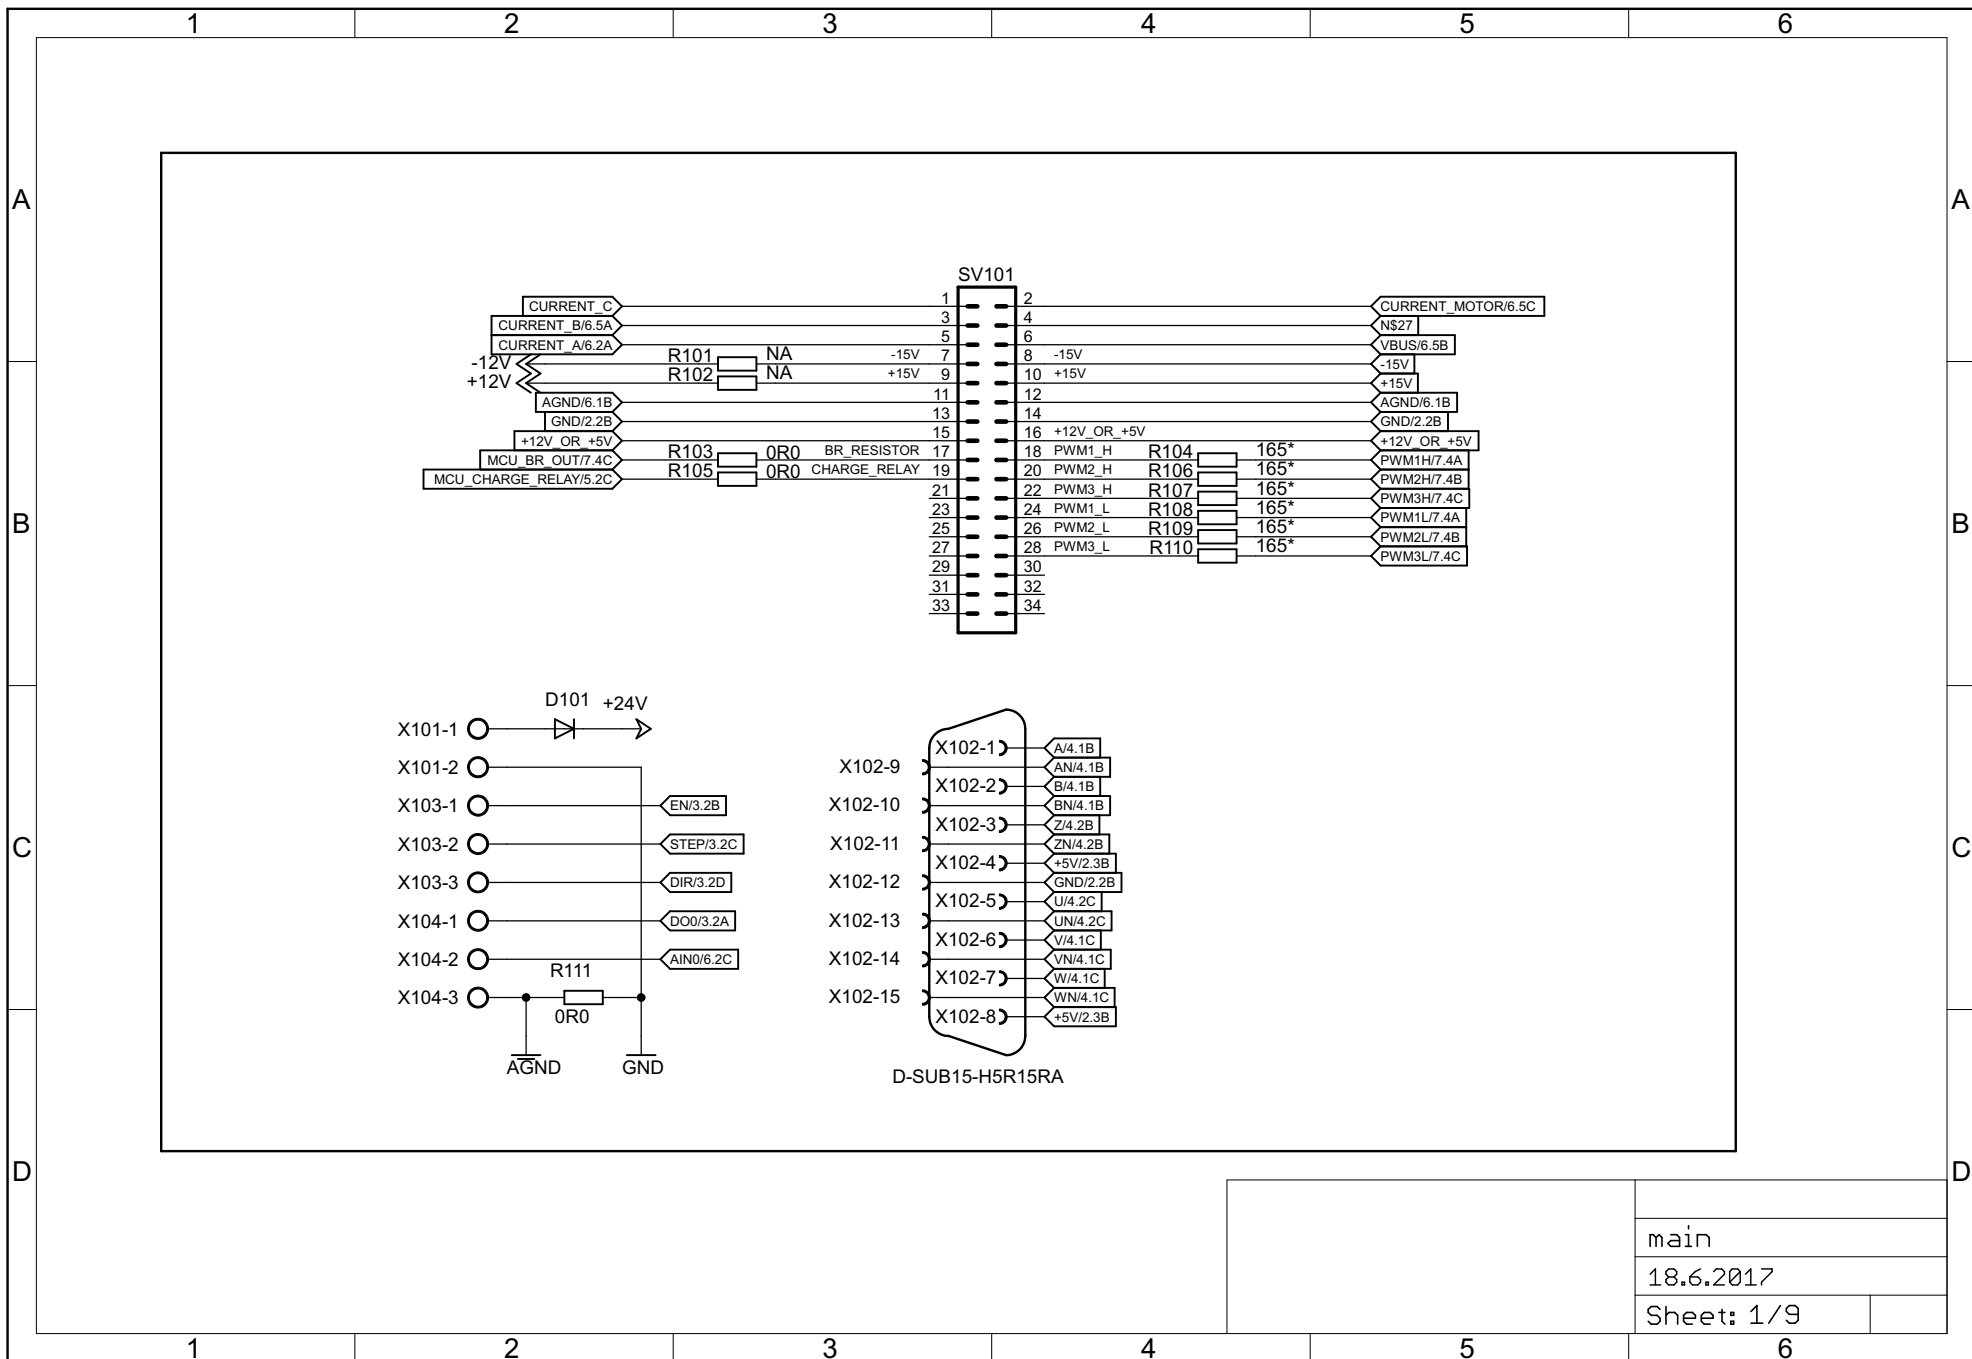 1 2 3 4 5 6
A A
SV101
CURRENT_C 1 2 CURRENT_MOTOR/6.5C
CURRENT_B/6.5A 3 4 N$27
CURRENT_A/6.2A 5 6 VBUS/6.5B
-12V R101 NA -15V 7 8 -15V -15V
+12V R102 NA +15V 9 10 +15V +15V
AGND/6.1B 11 12 AGND/6.1B
GND/2.2B 13 14 GND/2.2B
+12V_OR_+5V 15 16 +12V_OR_+5V +12V_OR_+5V
MCU_BR_OUT/7.4C R103 0R0 BR_RESISTOR 17 18 PWM1_H R104 165* PWM1H/7.4A
MCU_CHARGE_RELAY/5.2C R105 0R0 CHARGE_RELAY 19 20 PWM2_H R106 165* PWM2H/7.4B
21 22 PWM3_H R107 165* PWM3H/7.4C
23 24 PWM1_L R108 165* PWM1L/7.4A
B B
25 26 PWM2_L R109 165* PWM2L/7.4B
27 28 PWM3_L R110 165* PWM3L/7.4C
29 30
31 32
33 34
D101 +24V
X101-1
X101-2
X103-1 EN/3.2B
X103-2 STEP/3.2C
X103-3 DIR/3.2D
X104-1 DO0/3.2A
X104-2 AIN0/6.2C
R111
X104-3
0R0
AGND GND
X102-1 A/4.1B
X102-9 AN/4.1B
X102-2 B/4.1B
X102-10 BN/4.1B
X102-3 Z/4.2B
X102-11 ZN/4.2B
X102-4 +5V/2.3B
X102-12 GND/2.2B
X102-5 U/4.2C
X102-13 UN/4.2C
X102-6 V/4.1C
X102-14 VN/4.1C
X102-7 W/4.1C
X102-15 WN/4.1C
X102-8 +5V/2.3B
D-SUB15-H5R15RA
C C
D D
main
18.6.2017
Sheet: 1/9
1 2 3 4 5 6